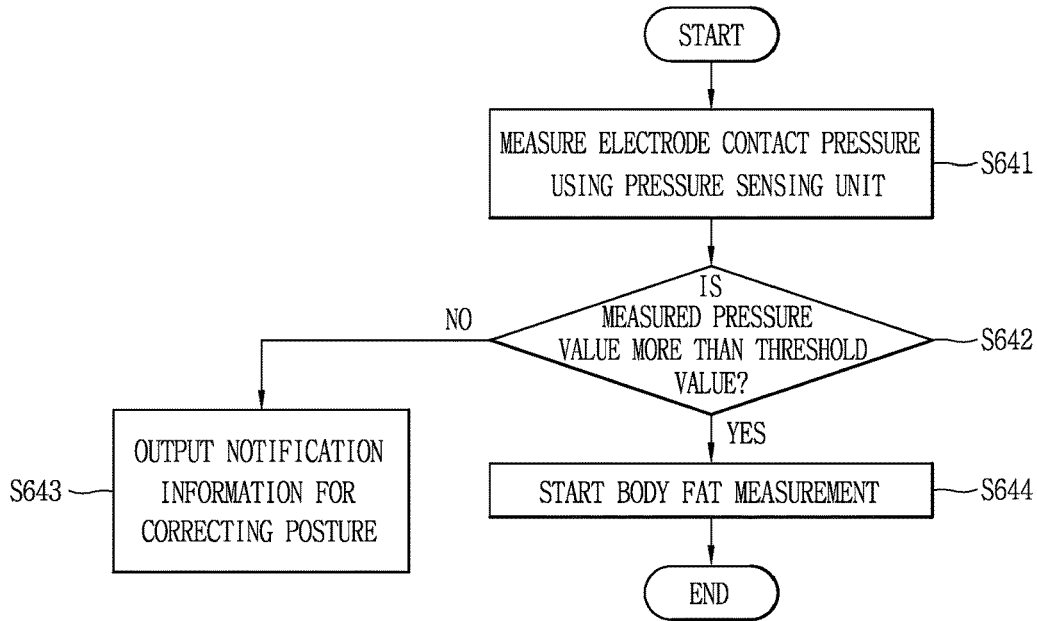 START
MEASURE ELECTRODE CONTACT PRESSURE
USING PRESSURE SENSING UNIT
S641
IS
MEASURED PRESSURE
VALUE MORE THAN THRESHOLD
VALUE?
S642
NO
YES
OUTPUT NOTIFICATION
INFORMATION FOR
CORRECTING POSTURE
S643
START BODY FAT MEASUREMENT
S644
END